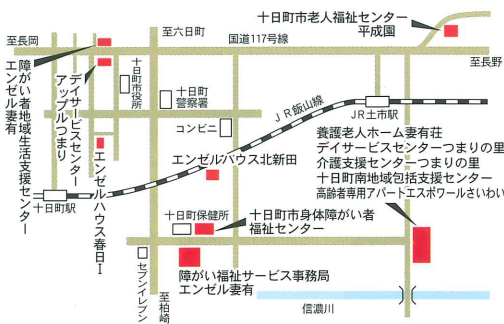 十日町市老人福祉センター
平成園
至六日町
至長岡
国道117号線
至長野
障がい者地域生活支援センター
エンゼル妻有
デイサービスセンター
アップルつまり
十日町市役所
十日町
警察署
コンビニ
JR飯山線
JR土市駅
エンゼルハウス春日Ⅰ
エンゼルハウス北新田
養護老人ホーム妻有荘
デイサービスセンターつまりの里
介護支援センターつまりの里
十日町南地域包括支援センター
高齢者専用アパートエスポワールさいわい
十日町駅
十日町保健所
十日町市身体障がい者
福祉センター
セブンイレブン
至柏崎
障がい福祉サービス事務局
エンゼル妻有
信濃川